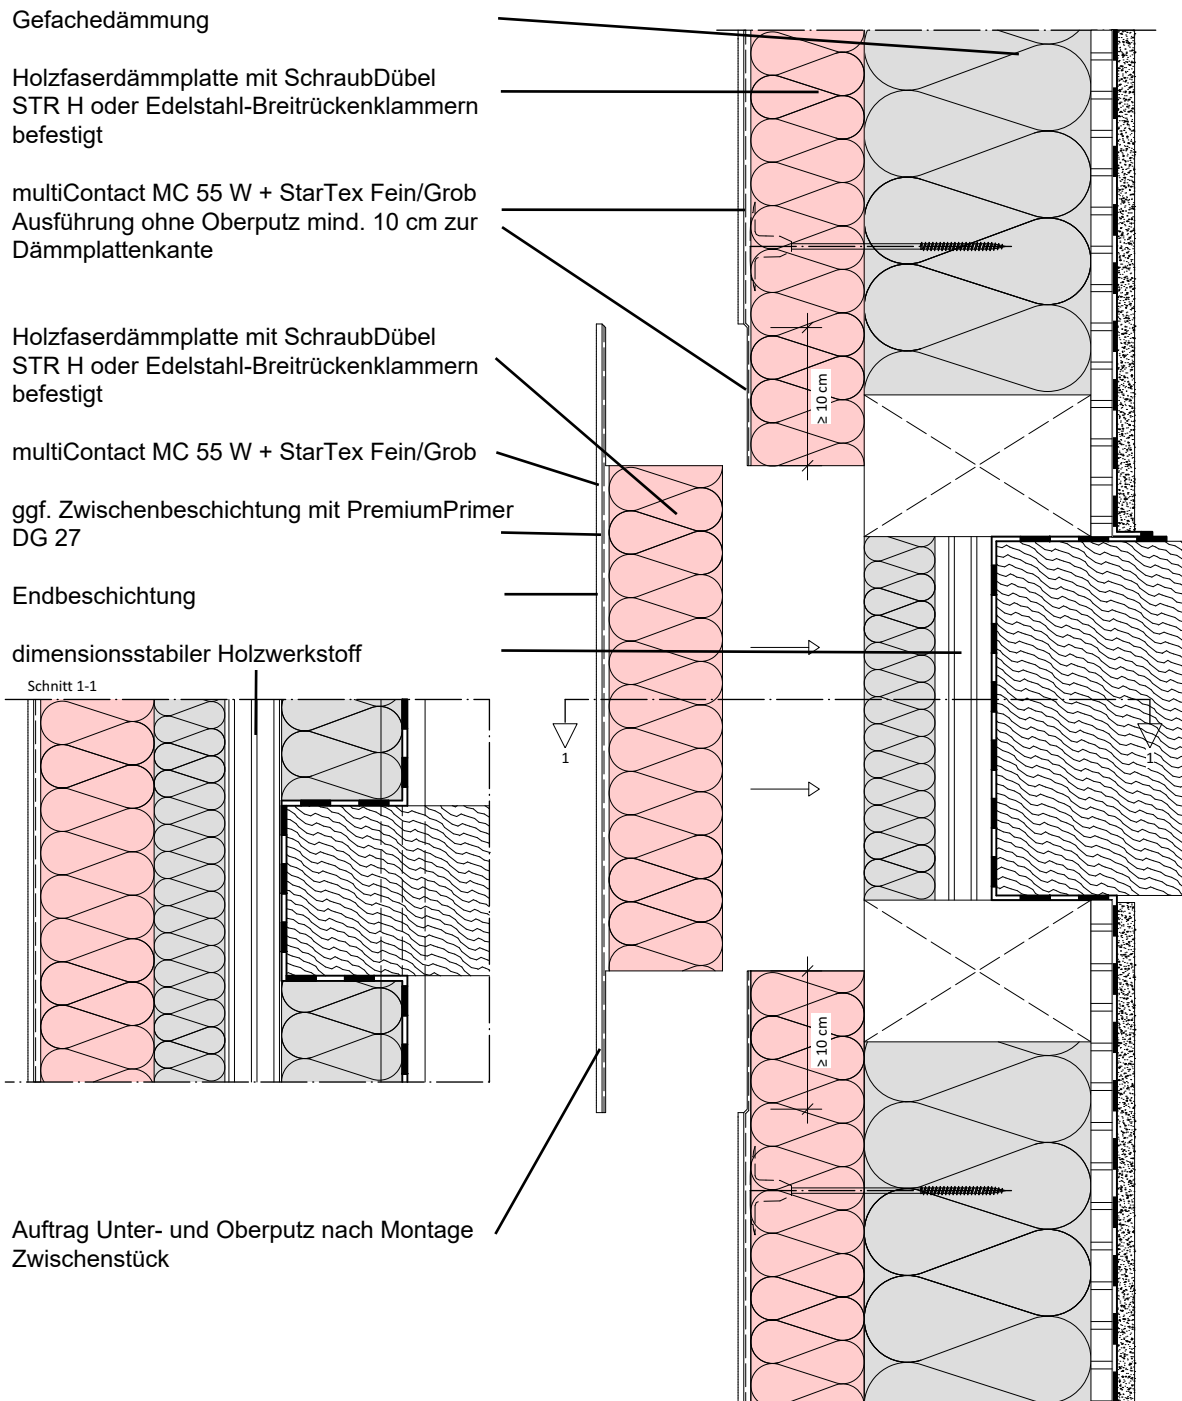 Gefachedämmung
Holzfaserdämmplatte mit SchraubDübel
STR H oder Edelstahl-Breitrückenklammern
befestigt
multiContact MC 55 W + StarTex Fein/Grob
Ausführung ohne Oberputz mind. 10 cm zur
Dämmplattenkante
Holzfaserdämmplatte mit SchraubDübel
STR H oder Edelstahl-Breitrückenklammern
befestigt
multiContact MC 55 W + StarTex Fein/Grob
ggf. Zwischenbeschichtung mit PremiumPrimer
DG 27
Endbeschichtung
dimensionsstabiler Holzwerkstoff
Schnitt 1-1
Auftrag Unter- und Oberputz nach Montage
Zwischenstück
≥ 10 cm
1
1
≥ 10 cm